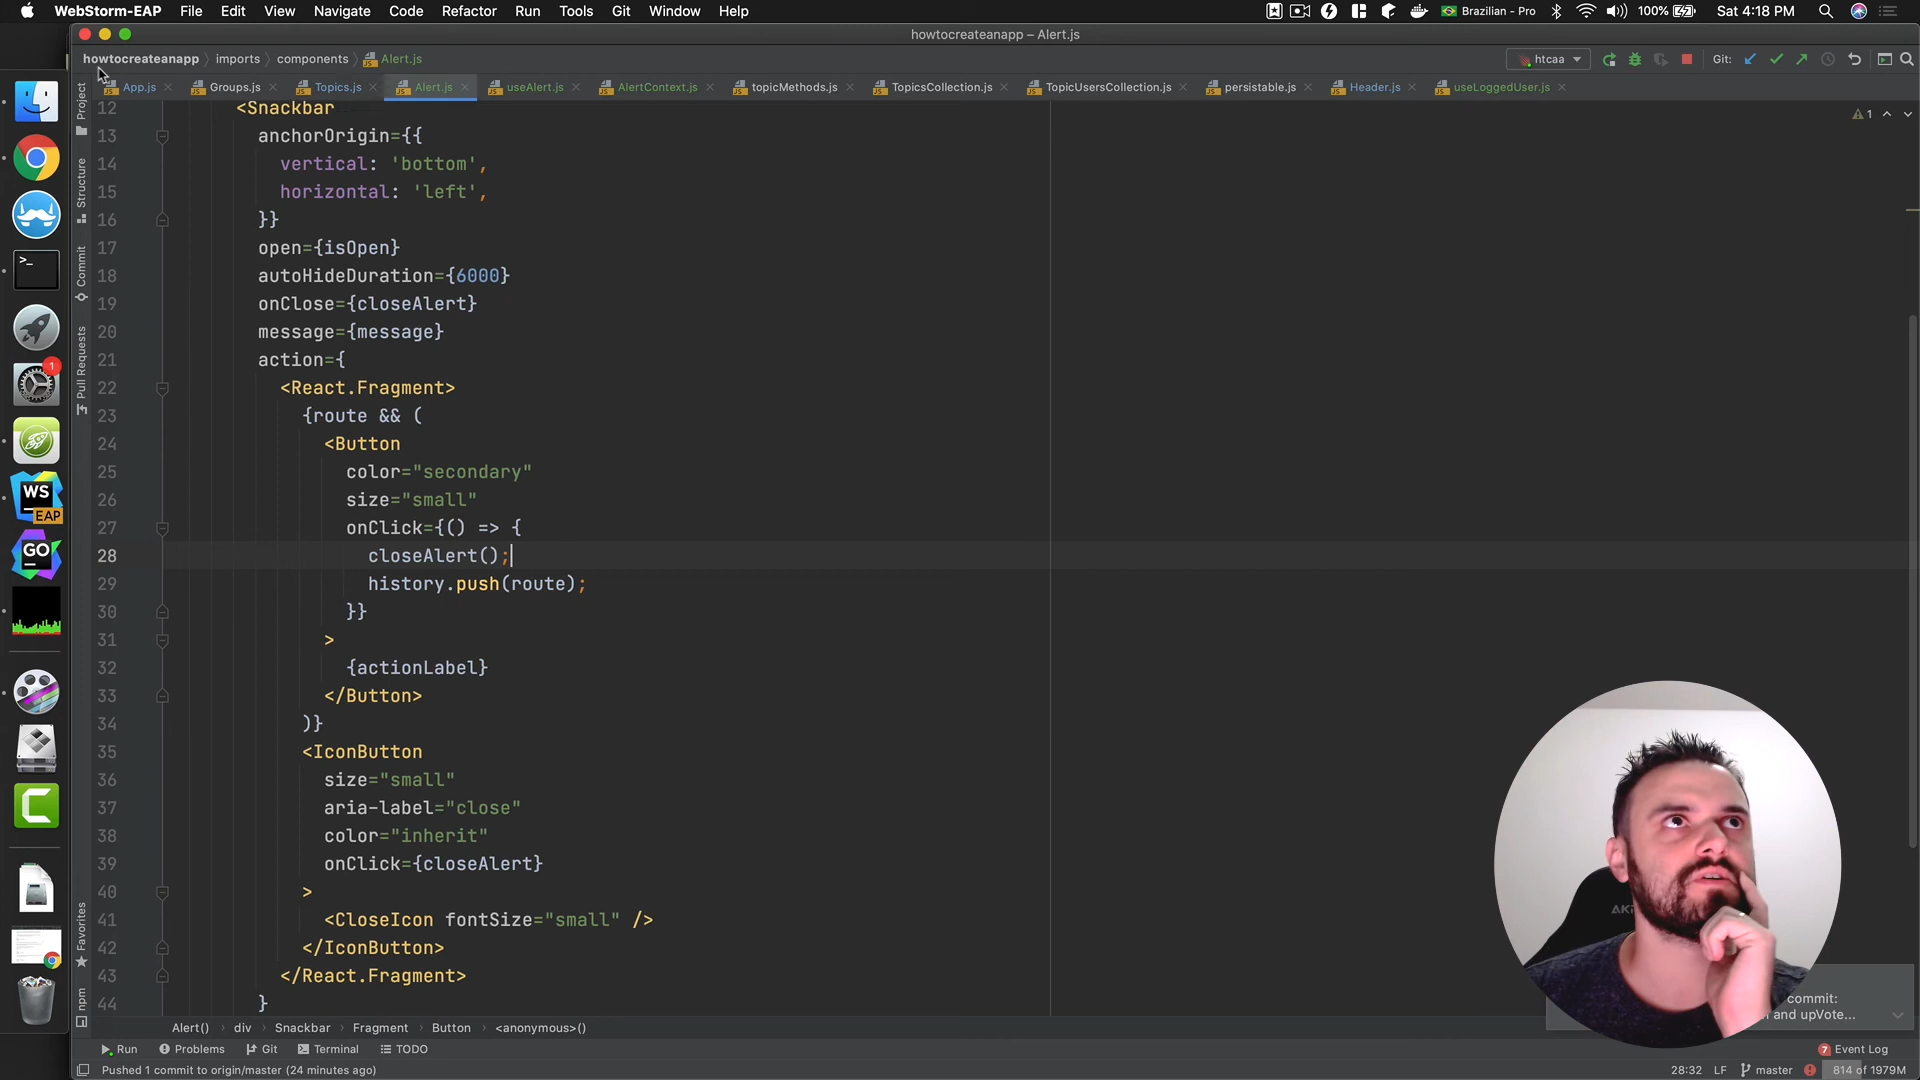 WebStorm-EAP File Edit View Navigate Code Refactor Run Tools Git Window Help 🇧🇷 Brazilian - Pro 100% Sat 4:18 PM
howtocreateanapp – Alert.js
howtocreateanapp imports components Alert.js htcaa Git:
App.js Groups.js Topics.js Alert.js useAlert.js AlertContext.js topicMethods.js TopicsCollection.js TopicUsersCollection.js persistable.js Header.js useLoggedUser.js
Project
Structure
Commit
Pull Requests
Favorites
npm
1
1
12 <Snackbar
13 anchorOrigin={{
14 vertical: 'bottom',
15 horizontal: 'left',
16 }}
17 open={isOpen}
18 autoHideDuration={6000}
19 onClose={closeAlert}
20 message={message}
21 action={
22 <React.Fragment>
23 {route && (
24 <Button
25 color="secondary"
26 size="small"
27 onClick={() => {
28 closeAlert();
29 history.push(route);
30 }}
31 >
32 {actionLabel}
33 </Button>
34 )}
35 <IconButton
36 size="small"
37 aria-label="close"
38 color="inherit"
39 onClick={closeAlert}
40 >
41 <CloseIcon fontSize="small" />
42 </IconButton>
43 </React.Fragment>
44 }
WS
EAP
GO
C
commit:
and upVote...
Alert() div Snackbar Fragment Button <anonymous>()
Run Problems Git Terminal TODO 7 Event Log
Pushed 1 commit to origin/master (24 minutes ago) 28:32 LF master 814 of 1979M